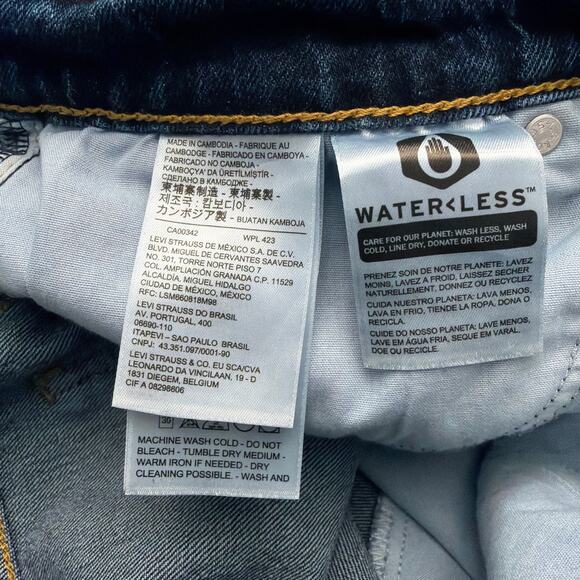 MADE IN CAMBODIA - FABRIQUE AU
CAMBODGE - FABRICADO EN CAMBOYA -
FABRICADO NO CAMBOJA -
KAMBOÇYA' DA ÜRETİLMİŞTİR -
СДЕЛАНО В КАМБОДЖЕ -
柬埔寨制造 - 柬埔寨製 -
제조국: 캄보디아 -
カンボジア製 - BUATAN KAMBOJA
CA00342 WPL 423
LEVI STRAUSS DE MÉXICO S.A. DE C.V.
BLVD. MIGUEL DE CERVANTES SAAVEDRA
NO. 301, TORRE NORTE PISO 7
COL. AMPLIACIÓN GRANADA C.P. 11529
ALCALDÍA. MIGUEL HIDALGO
CIUDAD DE MÉXICO, MÉXICO
RFC: LSM860818M98
LEVI STRAUSS DO BRASIL
AV. PORTUGAL, 400
06690-110
ITAPEVI – SAO PAULO BRASIL
CNPJ: 43.351.097/0001-90
LEVI STRAUSS & CO. EU SCA/CVA
LEONARDO DA VINCILAAN, 19 - D
1831 DIEGEM, BELGIUM
CIF A 08298606
30
MACHINE WASH COLD - DO NOT
BLEACH - TUMBLE DRY MEDIUM -
WARM IRON IF NEEDED - DRY
CLEANING POSSIBLE. - WASH AND
WATER<LESS™
CARE FOR OUR PLANET: WASH LESS, WASH
COLD, LINE DRY, DONATE OR RECYCLE
PRENEZ SOIN DE NOTRE PLANETE: LAVEZ
MOINS, LAVEZ A FROID, LAISSEZ SECHER
NATURELLEMENT, DONNEZ OU RECYCLEZ
CUIDA NUESTRO PLANETA: LAVA MENOS,
LAVA EN FRIO, TIENDE LA ROPA, DONA O
RECICLA.
CUIDE DO NOSSO PLANETA: LAVE MENOS,
LAVE EM ÁGUA FRIA, SEQUE EM VARAL.
DOE OU RECICLE.